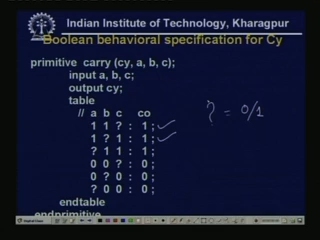 Indian Institute of Technology, Kharagpur
Boolean behavioral specification for Cy
primitive carry (cy, a, b, c);
input a, b, c;
output cy;
table
// a b c co
1 1 ? : 1 ;
1 ? 1 : 1 ;
? 1 1 : 1 ;
0 0 ? : 0 ;
0 ? 0 : 0 ;
? 0 0 : 0 ;
endtable
endprimitive
? = 0/1